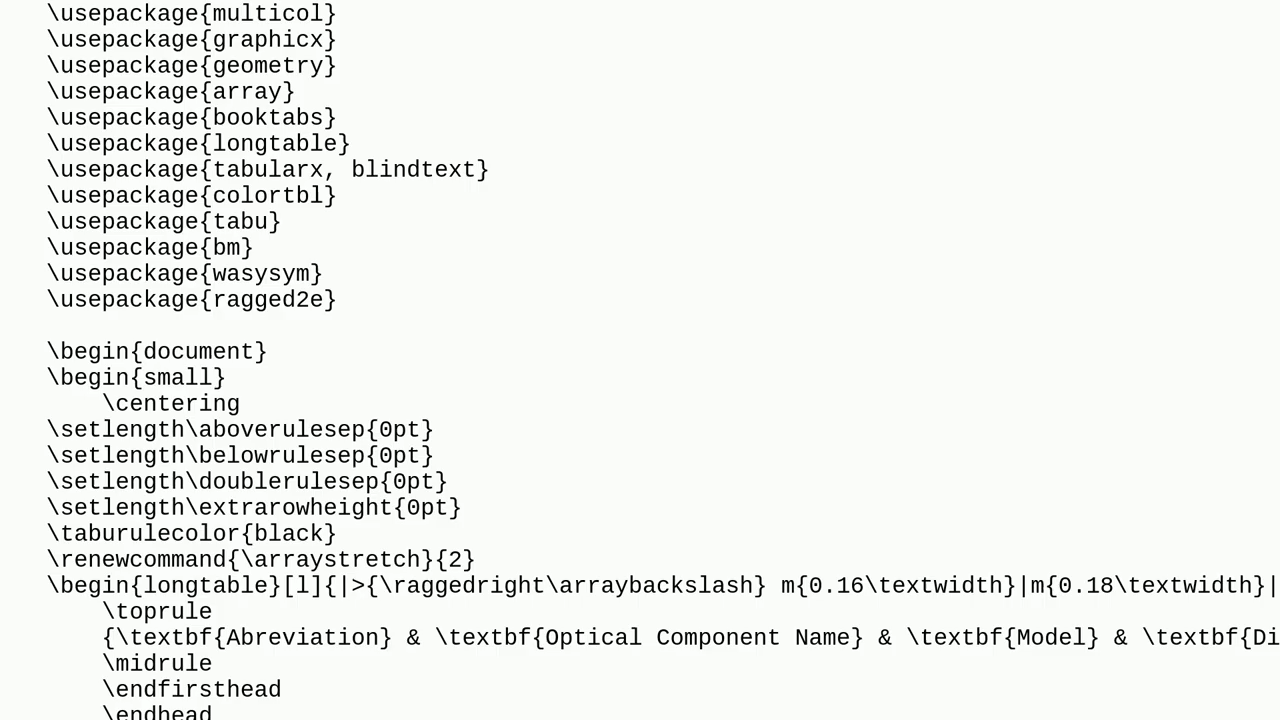 \usepackage{multicol}
\usepackage{graphicx}
\usepackage{geometry}
\usepackage{array}
\usepackage{booktabs}
\usepackage{longtable}
\usepackage{tabularx, blindtext}
\usepackage{colortbl}
\usepackage{tabu}
\usepackage{bm}
\usepackage{wasysym}
\usepackage{ragged2e}

\begin{document}
\begin{small}
    \centering
\setlength\aboverulesep{0pt}
\setlength\belowrulesep{0pt}
\setlength\doublerulesep{0pt}
\setlength\extrarowheight{0pt}
\taburulecolor{black}
\renewcommand{\arraystretch}{2}
\begin{longtable}[l]{|>{\raggedright\arraybackslash} m{0.16\textwidth}|m{0.18\textwidth}|
    \toprule
    {\textbf{Abreviation} & \textbf{Optical Component Name} & \textbf{Model} & \textbf{Di
    \midrule
    \endfirsthead
    \endhead